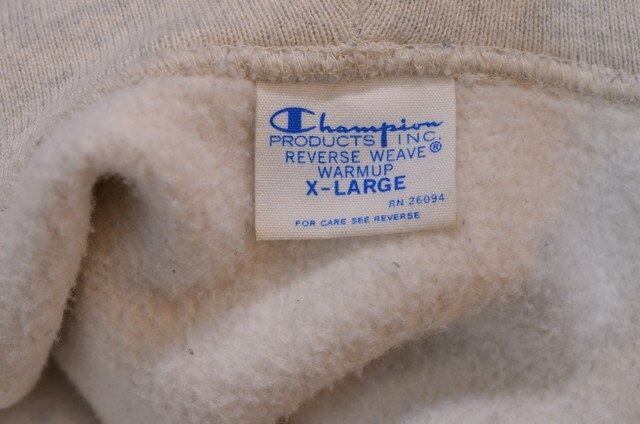 Champion
PRODUCTS INC.
REVERSE WEAVE®
WARMUP
X-LARGE
RN 26094
FOR CARE SEE REVERSE